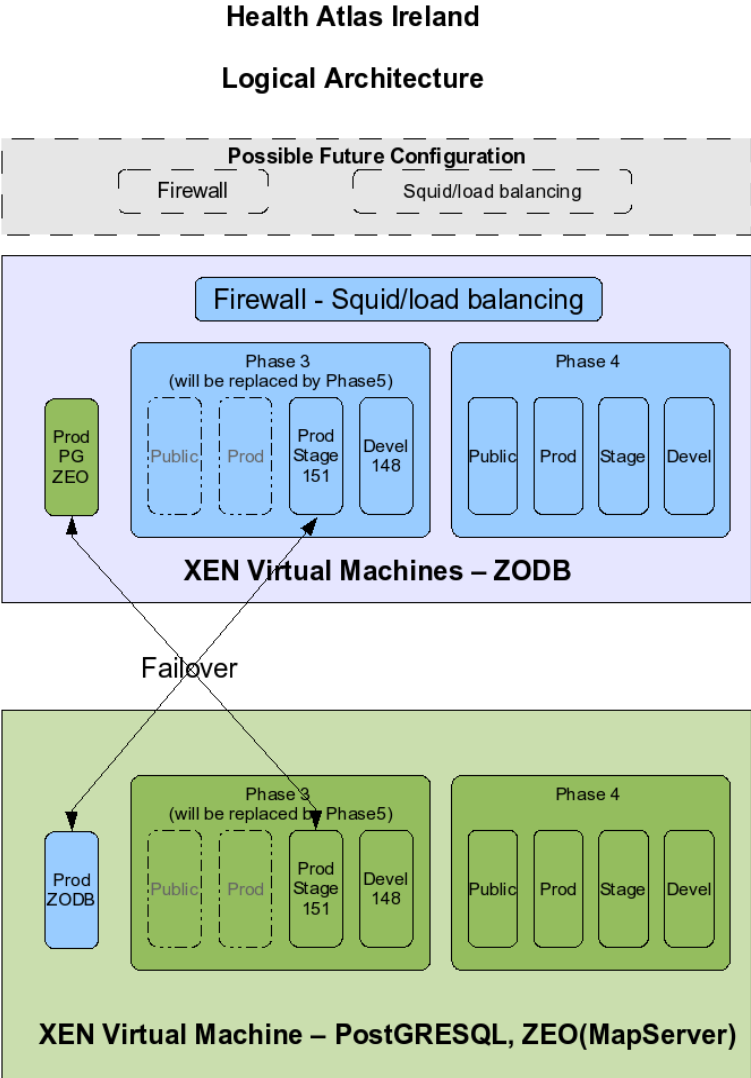 Health Atlas Ireland
Logical Architecture
Possible Future Configuration
Firewall
Squid/load balancing
Firewall - Squid/load balancing
Phase 3
(will be replaced by Phase5)
Phase 4
Prod
PG
ZEO
Public
Prod
Prod
Stage
151
Devel
148
Public
Prod
Stage
Devel
XEN Virtual Machines – ZODB
Failover
Phase 3
(will be replaced by Phase5)
Phase 4
Prod
ZODB
Public
Prod
Prod
Stage
151
Devel
148
Public
Prod
Stage
Devel
XEN Virtual Machine – PostGRESQL, ZEO(MapServer)